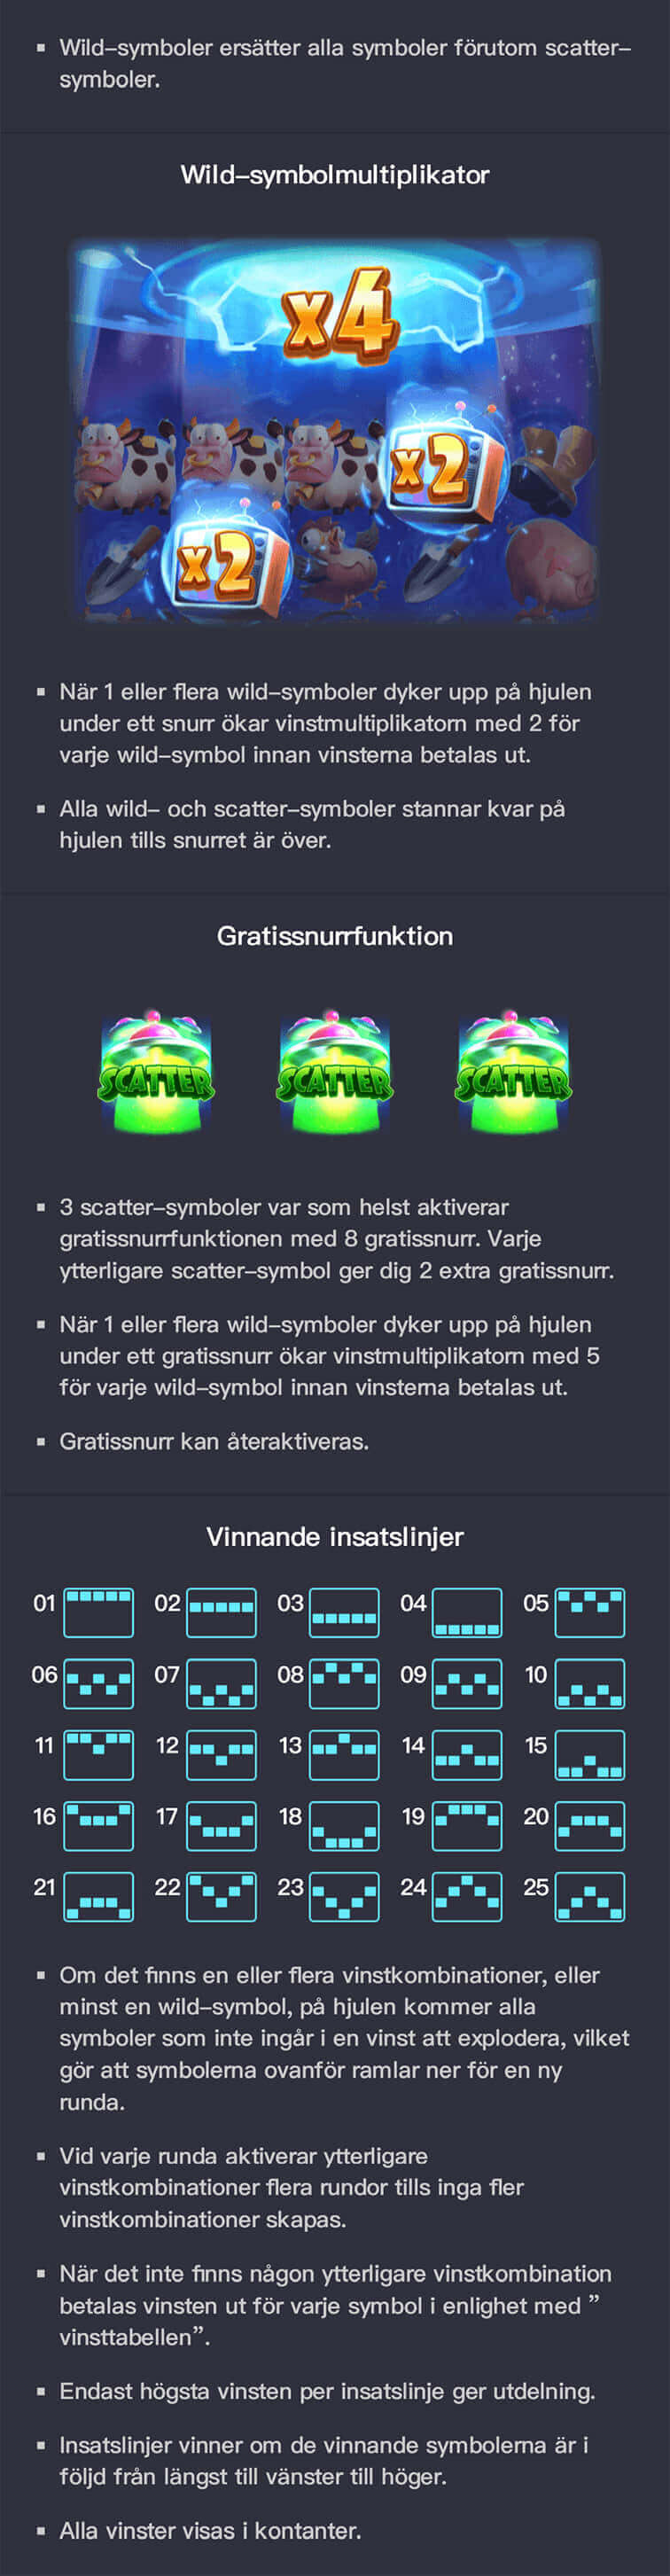 ▪ Wild–symboler ersätter alla symboler förutom scatter–
symboler.
Wild–symbolmultiplikator
x4
x2
x2
▪ När 1 eller flera wild–symboler dyker upp på hjulen
under ett snurr ökar vinstmultiplikatorn med 2 för
varje wild–symbol innan vinsterna betalas ut.
▪ Alla wild– och scatter–symboler stannar kvar på
hjulen tills snurret är över.
Gratissnurrfunktion
SCATTER SCATTER SCATTER
▪ 3 scatter–symboler var som helst aktiverar
gratissnurrfunktionen med 8 gratissnurr. Varje
ytterligare scatter–symbol ger dig 2 extra gratissnurr.
▪ När 1 eller flera wild–symboler dyker upp på hjulen
under ett gratissnurr ökar vinstmultiplikatorn med 5
för varje wild–symbol innan vinsterna betalas ut.
▪ Gratissnurr kan återaktiveras.
Vinnande insatslinjer
01 02 03 04 05
06 07 08 09 10
11 12 13 14 15
16 17 18 19 20
21 22 23 24 25
▪ Om det finns en eller flera vinstkombinationer, eller
minst en wild–symbol, på hjulen kommer alla
symboler som inte ingår i en vinst att explodera, vilket
gör att symbolerna ovanför ramlar ner för en ny
runda.
▪ Vid varje runda aktiverar ytterligare
vinstkombinationer flera rundor tills inga fler
vinstkombinationer skapas.
▪ När det inte finns någon ytterligare vinstkombination
betalas vinsten ut för varje symbol i enlighet med ”
vinsttabellen”.
▪ Endast högsta vinsten per insatslinje ger utdelning.
▪ Insatslinjer vinner om de vinnande symbolerna är i
följd från längst till vänster till höger.
▪ Alla vinster visas i kontanter.